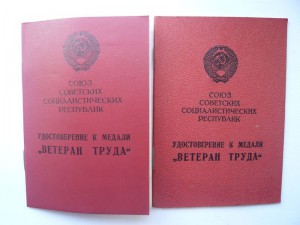 СОЮЗ
СОВЕТСКИХ
СОЦИАЛИСТИЧЕСКИХ
РЕСПУБЛИК
УДОСТОВЕРЕНИЕ К МЕДАЛИ
„ВЕТЕРАН ТРУДА“
СОЮЗ
СОВЕТСКИХ
СОЦИАЛИСТИЧЕСКИХ
РЕСПУБЛИК
УДОСТОВЕРЕНИЕ К МЕДАЛИ
„ВЕТЕРАН ТРУДА“